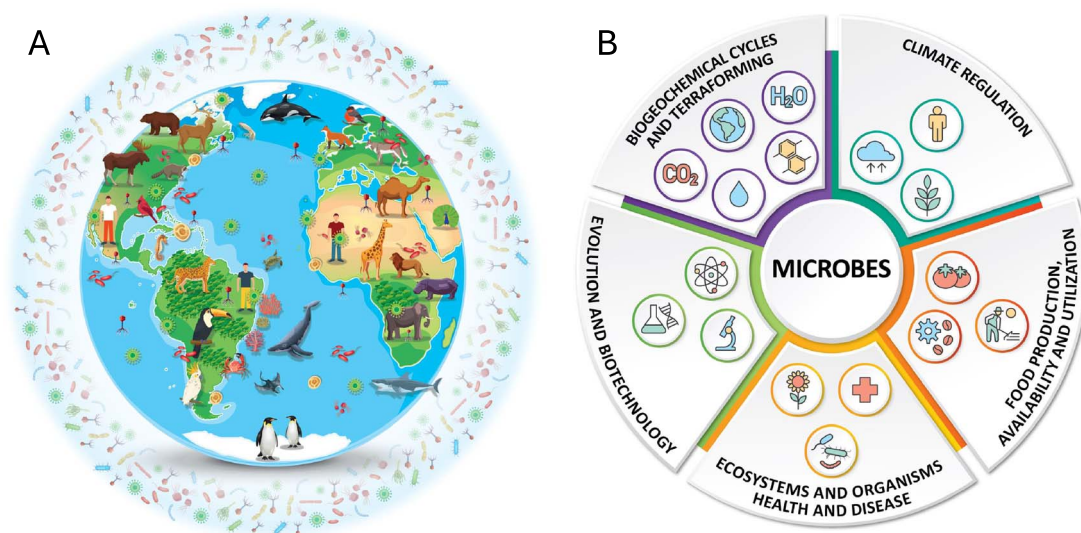 A
B
BIOGEOCHEMICAL CYCLES
AND TERRAFORMING
H₂O
CO₂
CLIMATE REGULATION
EVOLUTION AND BIOTECHNOLOGY
MICROBES
FOOD PRODUCTION,
AVAILABILITY AND UTILIZATION
ECOSYSTEMS AND ORGANISMS
HEALTH AND DISEASE